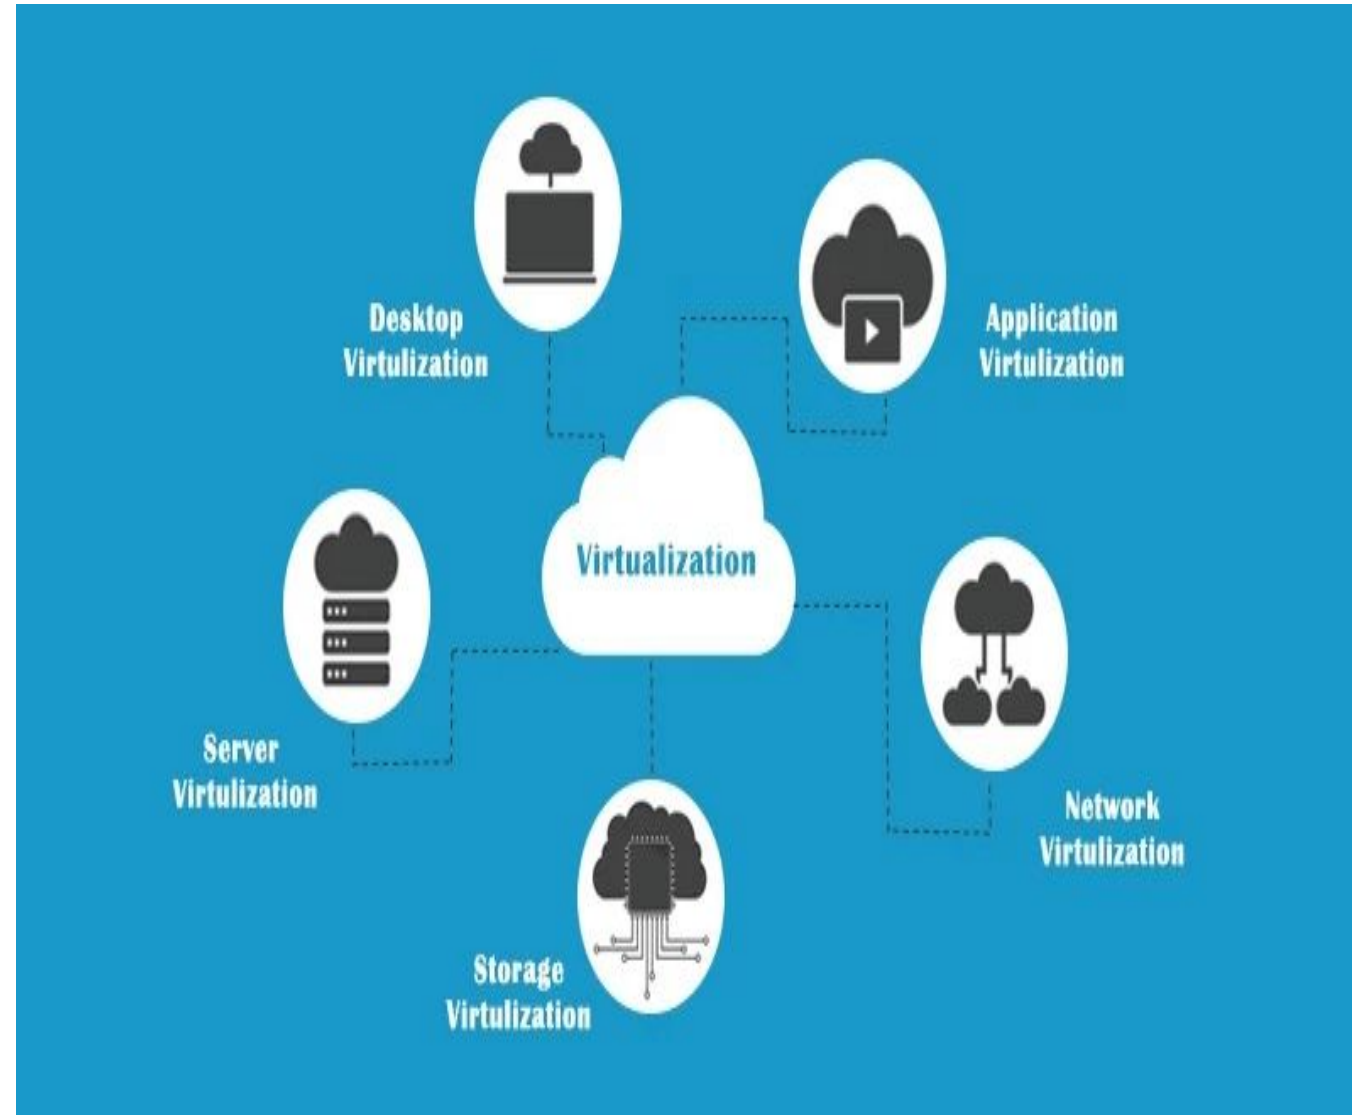 Desktop
Virtulization
Application
Virtulization
Virtualization
Server
Virtulization
Network
Virtulization
Storage
Virtulization